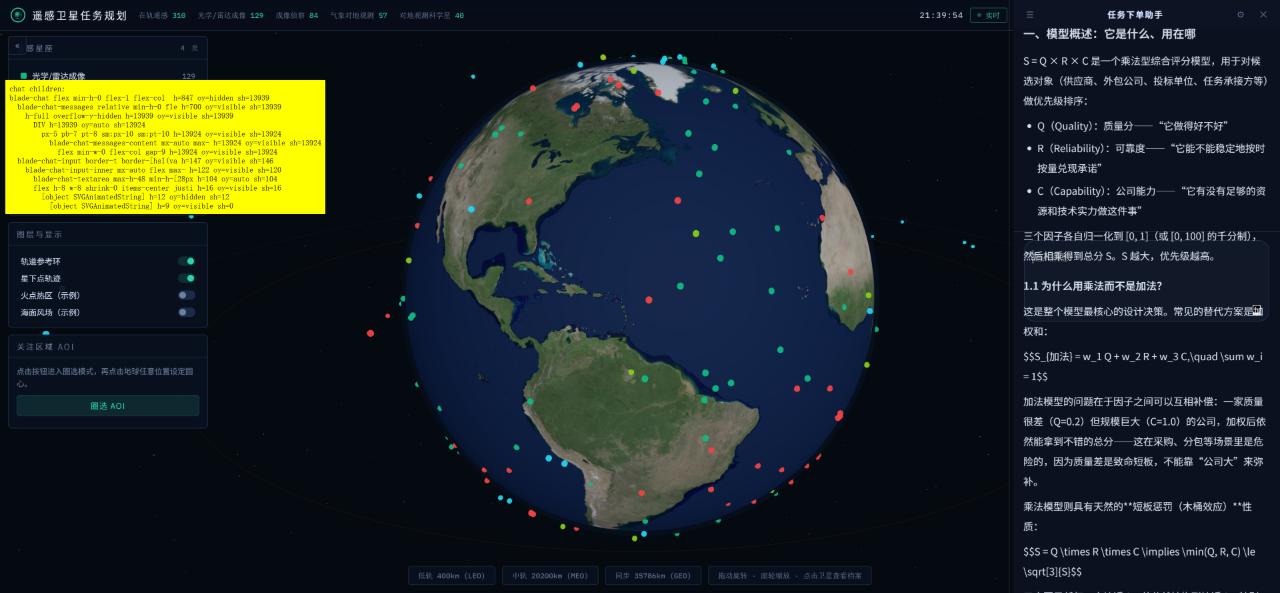 遥感卫星任务规划
在轨遥感 310 光学/雷达成像 129 成像侦察 84 气象对地观测 57 对地观测科学星 40
21:39:54
实时
«
感星座
4 类
光学/雷达成像 129
chat children:
blade-chat flex min-h-0 flex-1 flex-col h=847 oy=hidden sh=13939
blade-chat-messages relative min-h-0 fle h=700 oy=visible sh=13939
h-full overflow-y-hidden h=13939 oy=visible sh=13939
DIV h=13939 oy=auto sh=13924
px-5 pb-7 pt-8 sm:px-10 sm:pt-10 h=13924 oy=visible sh=13924
blade-chat-messages-content mx-auto max- h=13924 oy=visible sh=13924
flex min-w-0 flex-col gap-9 h=13924 oy=visible sh=13924
blade-chat-input border-t border-[hsl(va h=147 oy=visible sh=146
blade-chat-input-inner mx-auto flex max- h=122 oy=visible sh=120
blade-chat-textarea max-h-48 min-h-[28px h=104 oy=auto sh=104
flex h-8 w-8 shrink-0 items-center justi h=16 oy=visible sh=16
[object SVGAnimatedString] h=12 oy=hidden sh=12
[object SVGAnimatedString] h=9 oy=visible sh=0
图层与显示
轨道参考环
星下点轨迹
火点热区（示例）
海面风场（示例）
关注区域 AOI
点击按钮进入圈选模式，再点击地球任意位置设定圆
心。
圈选 AOI
低轨 400km (LEO)
中轨 20200km (MEO)
同步 35786km (GEO)
拖动旋转 · 滚轮缩放 · 点击卫星查看档案
任务下单助手
一、模型概述：它是什么、用在哪
S = Q × R × C 是一个乘法型综合评分模型，用于对候
选对象（供应商、外包公司、投标单位、任务承接方等）
做优先级排序：
• Q（Quality）：质量分—— “它做得好不好”
• R（Reliability）：可靠度—— “它能不能稳定地按时
按量兑现承诺”
• C（Capability）：公司能力—— “它有没有足够的资
源和技术实力做这件事”
三个因子各自归一化到 [0, 1]（或 [0, 100] 的千分制），
然后相乘得到总分 S。S 越大，优先级越高。
1.1 为什么用乘法而不是加法？
这是整个模型最核心的设计决策。常见的替代方案是加
权和：
$$S_{加法} = w_1 Q + w_2 R + w_3 C,\quad \sum w_i
= 1$$
加法模型的问题在于因子之间可以互相补偿：一家质量
很差（Q=0.2）但规模巨大（C=1.0）的公司，加权后依
然能拿到不错的总分——这在采购、分包等场景里是危
险的，因为质量差是致命短板，不能靠 “公司大” 来弥
补。
乘法模型则具有天然的**短板惩罚（木桶效应）**性
质：
$$S = Q \times R \times C \implies \min(Q, R, C) \le
\sqrt[3]{S}$$